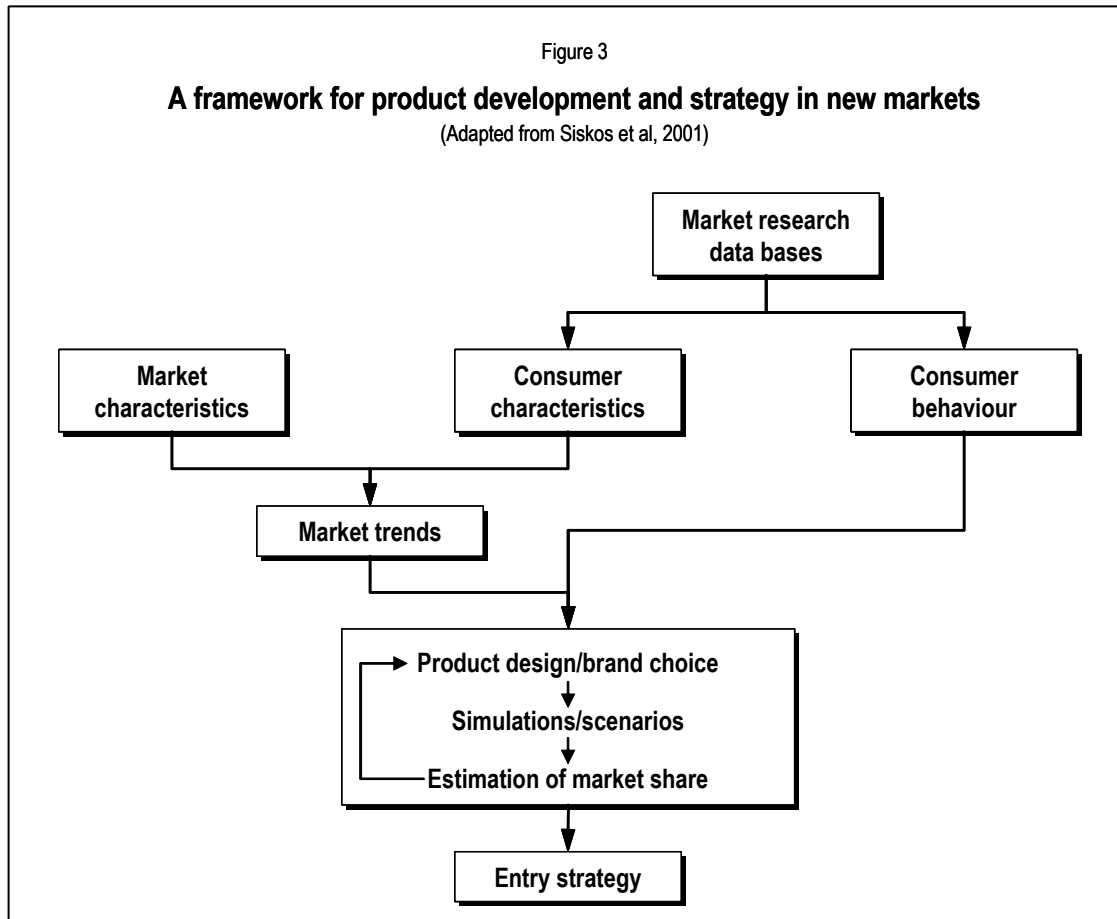 Figure 3
A framework for product development and strategy in new markets
(Adapted from Siskos et al, 2001)
Market research
data bases
Market
characteristics
Consumer
characteristics
Consumer
behaviour
Market trends
Product design/brand choice
Simulations/scenarios
Estimation of market share
Entry strategy